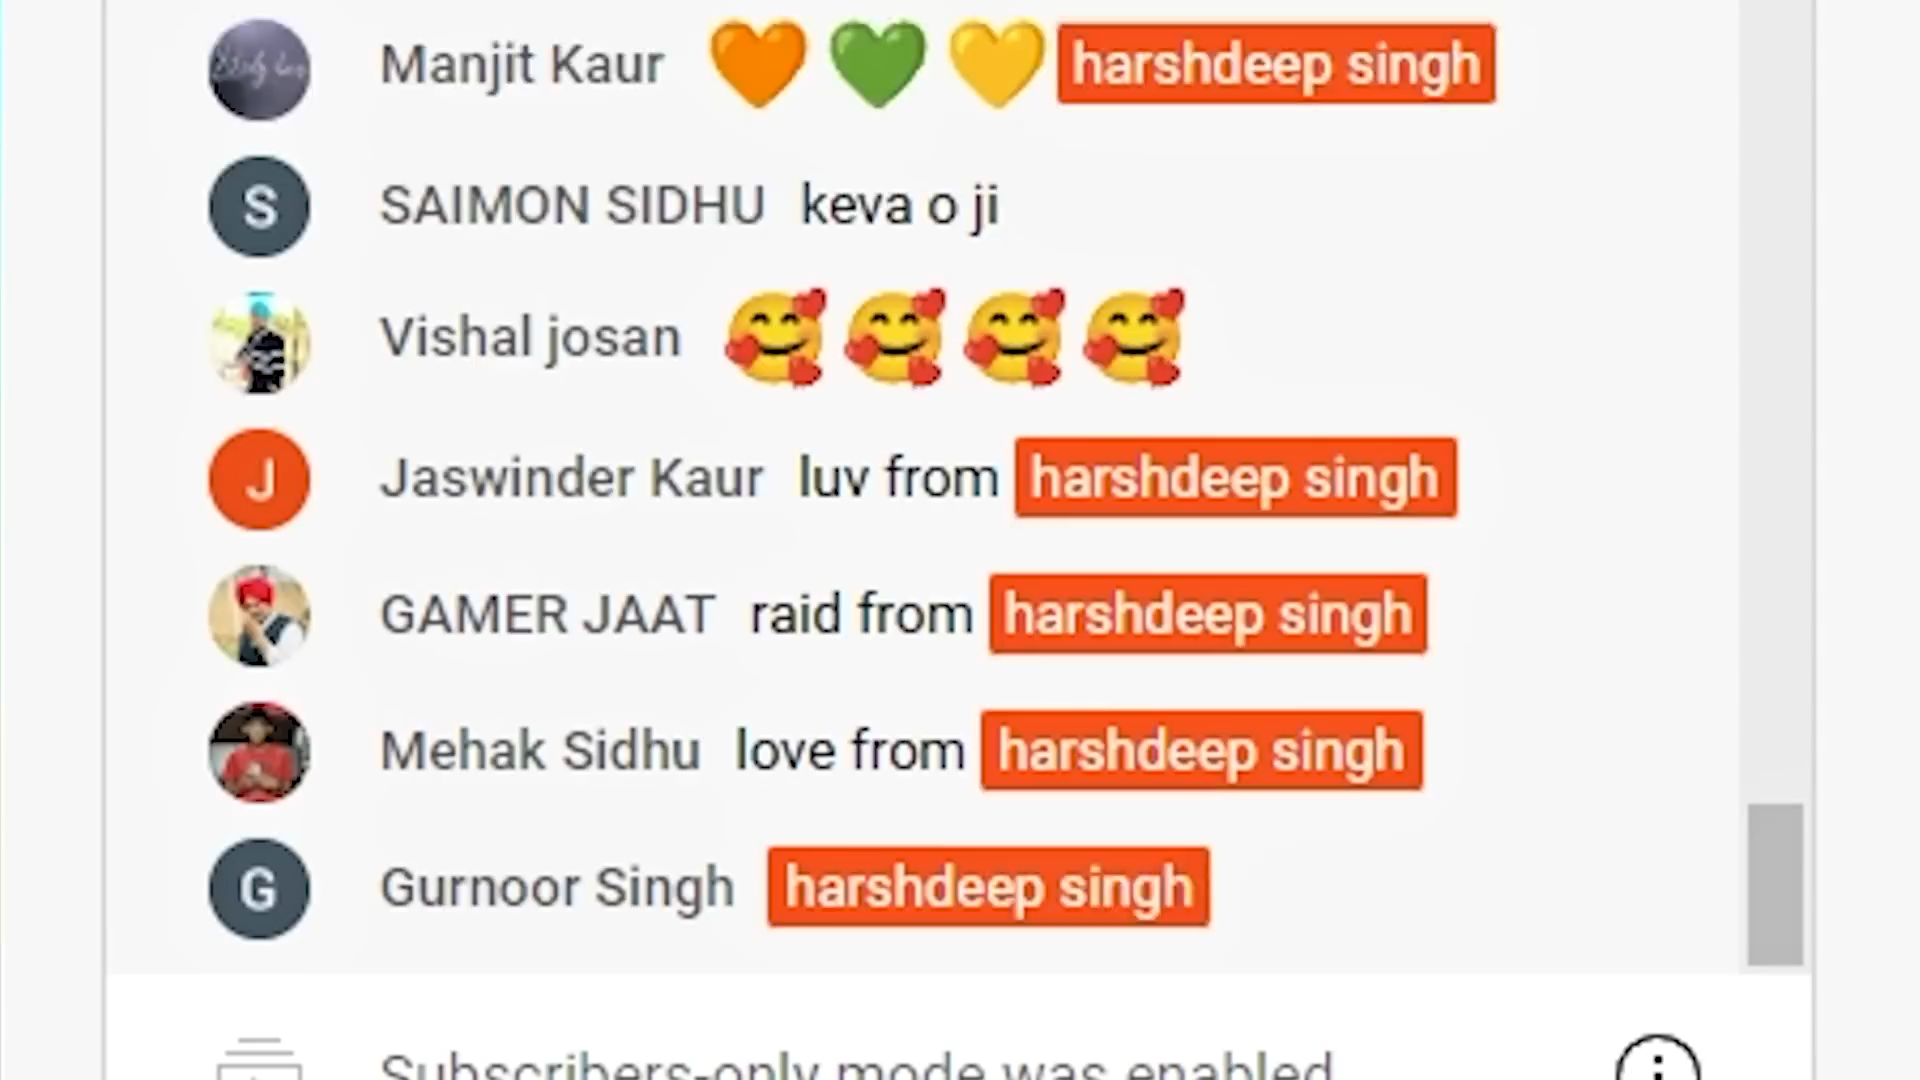 Manjit Kaur 🧡 💚 💛 harshdeep singh
S SAIMON SIDHU keva o ji
Vishal josan 🥰 🥰 🥰 🥰
J Jaswinder Kaur luv from harshdeep singh
GAMER JAAT raid from harshdeep singh
Mehak Sidhu love from harshdeep singh
G Gurnoor Singh harshdeep singh
Subscribers-only mode was enabled